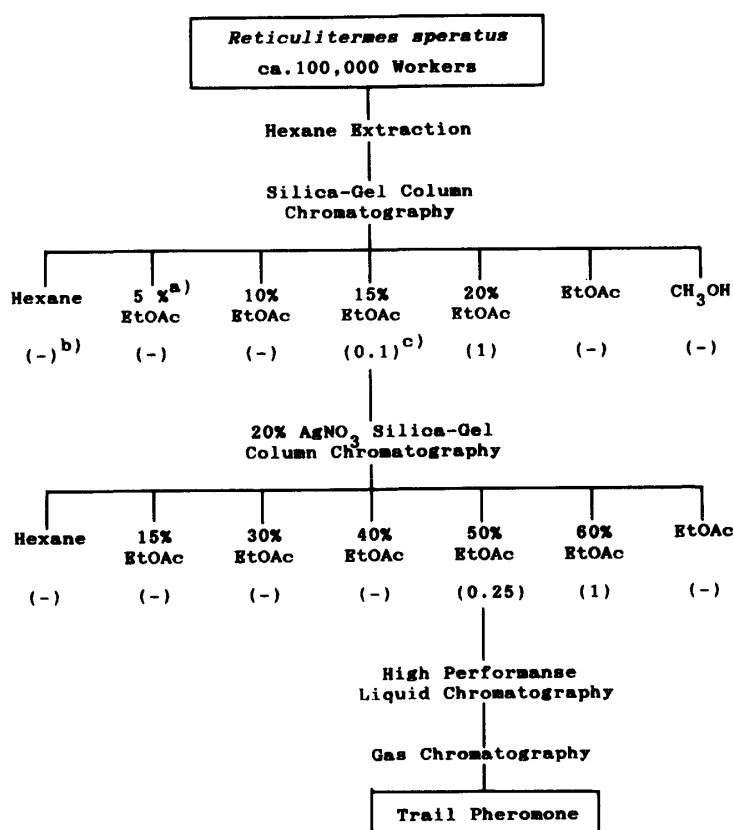 Reticulitermes speratus
ca.100,000 Workers
Hexane Extraction
Silica-Gel Column
Chromatography
Hexane 5 %a) 10% 15% 20% EtOAc CH3OH
EtOAc EtOAc EtOAc EtOAc
(-)b) (-) (-) (0.1)c) (1) (-) (-)
20% AgNO3 Silica-Gel
Column Chromatography
Hexane 15% 30% 40% 50% 60% EtOAc
EtOAc EtOAc EtOAc EtOAc EtOAc
(-) (-) (-) (-) (0.25) (1) (-)
High Performanse
Liquid Chromatography
Gas Chromatography
Trail Pheromone